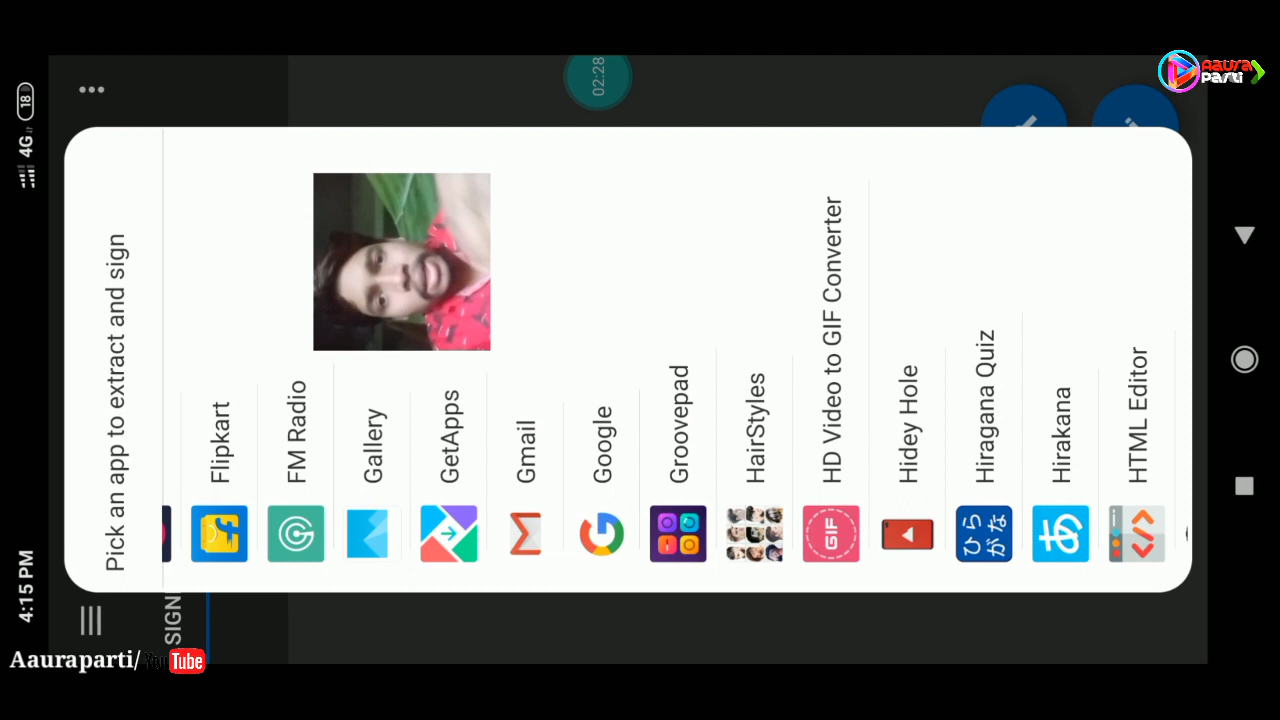 4:15 PM
4G
18
SIGN
02:28
Pick an app to extract and sign
Flipkart
FM Radio
Gallery
GetApps
Gmail
Google
Groovepad
HairStyles
HD Video to GIF Converter
GIF
Hidey Hole
Hiragana Quiz
ひら
がな
Hirakana
あ
HTML Editor
Aaura
Parti
Aauraparti/YouTube